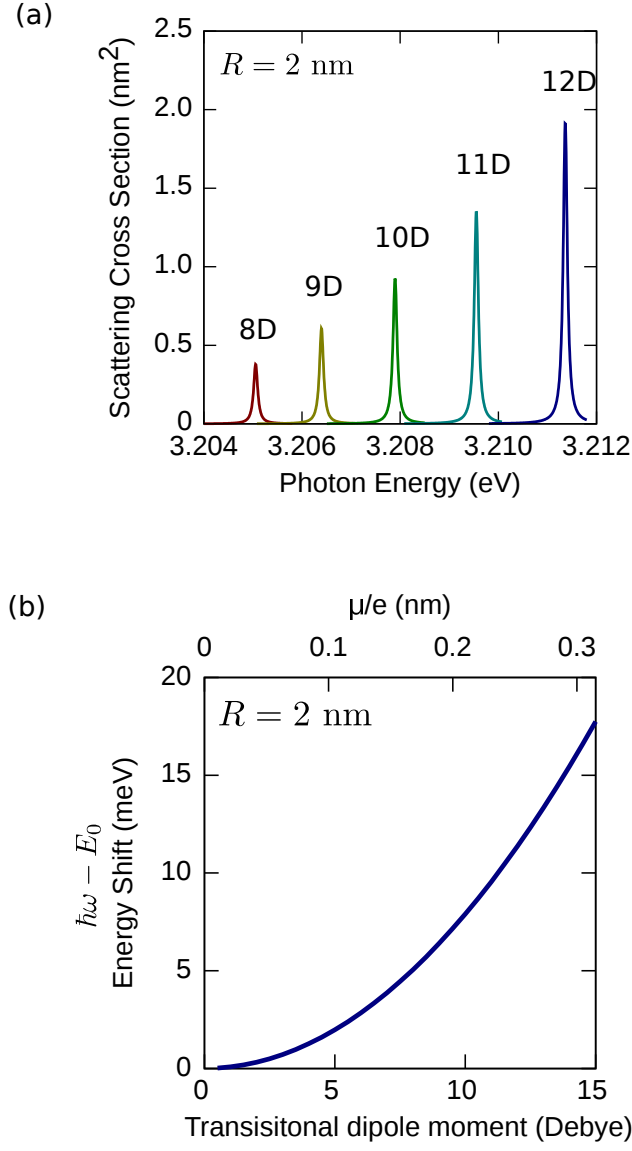 (a)
2.5
R = 2 nm
12D
2.0
11D
1.5
10D
9D
1.0
8D
0.5
0
Scattering Cross Section (nm²)
3.204 3.206 3.208 3.210 3.212
Photon Energy (eV)
(b)
μ/e (nm)
0 0.1 0.2 0.3
20
R = 2 nm
15
10
5
0
ħω − E₀
Energy Shift (meV)
0 5 10 15
Transisitonal dipole moment (Debye)